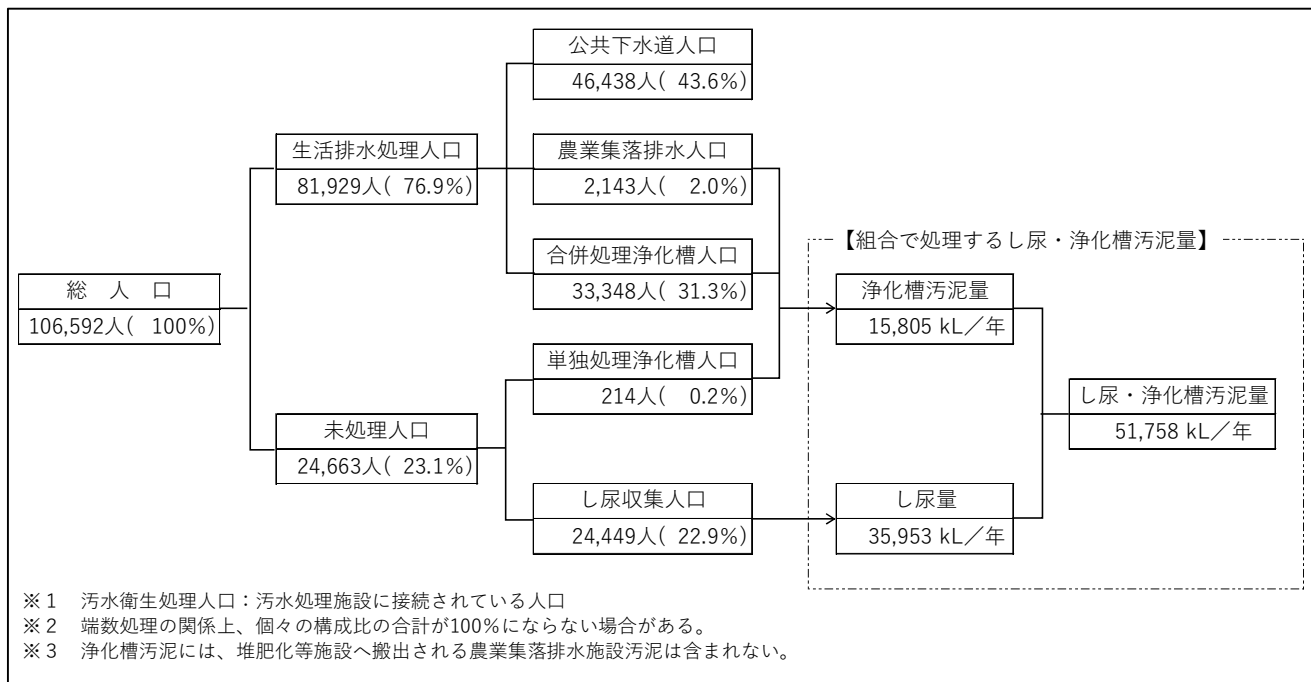 公共下水道人口
46,438人( 43.6%)
生活排水処理人口
81,929人( 76.9%)
農業集落排水人口
2,143人( 2.0%)
合併処理浄化槽人口
33,348人( 31.3%)
【組合で処理するし尿・浄化槽汚泥量】
総 人 口
106,592人( 100%)
浄化槽汚泥量
15,805 kL／年
単独処理浄化槽人口
214人( 0.2%)
し尿・浄化槽汚泥量
51,758 kL／年
未処理人口
24,663人( 23.1%)
し尿収集人口
24,449人( 22.9%)
し尿量
35,953 kL／年
※１ 汚水衛生処理人口：汚水処理施設に接続されている人口
※２ 端数処理の関係上、個々の構成比の合計が100%にならない場合がある。
※３ 浄化槽汚泥には、堆肥化等施設へ搬出される農業集落排水施設汚泥は含まれない。